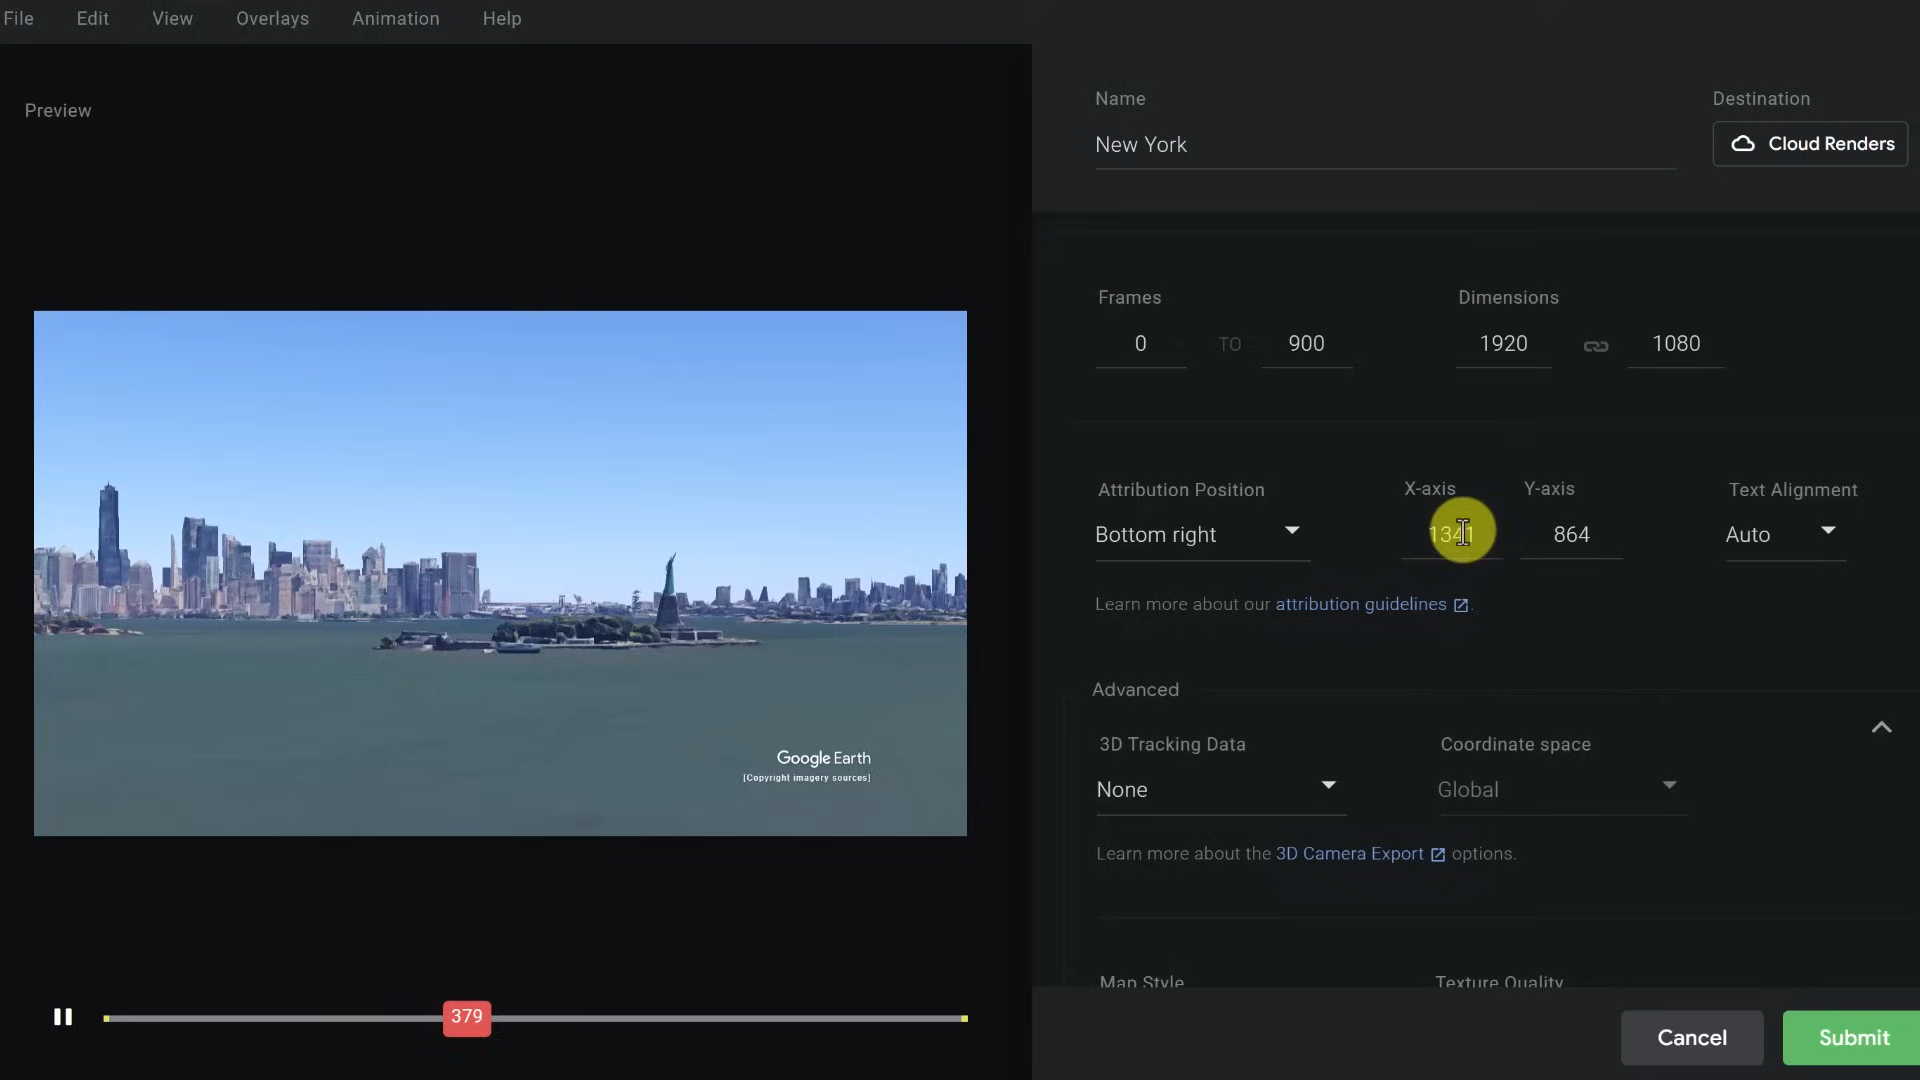 File Edit View Overlays Animation Help
Preview
Name
Destination
New York
Cloud Renders
Frames
Dimensions
0 TO 900
1920 1080
Attribution Position
X-axis
Y-axis
Text Alignment
Bottom right
1341
864
Auto
Learn more about our attribution guidelines .
Advanced
3D Tracking Data
Coordinate space
None
Global
Learn more about the 3D Camera Export options.
Map Style
Texture Quality
Google Earth
[Copyright imagery sources]
379
Cancel
Submit